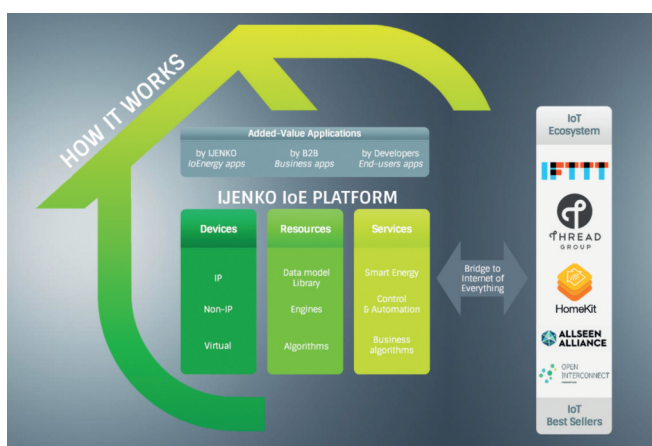 HOW IT WORKS
Added-Value Applications
by IJENKO
IoEnergy apps
by B2B
Business apps
by Developers
End-users apps
IJENKO IoE PLATFORM
Devices
IP
Non-IP
Virtual
Resources
Data model
Library
Engines
Algorithms
Services
Smart Energy
Control
& Automation
Business
algorithms
Bridge to
Internet of
Everything
IoT
Ecosystem
IFTTT
THREAD
GROUP
HomeKit
ALLSEEN
ALLIANCE
OPEN
INTERCONNECT
IoT
Best Sellers